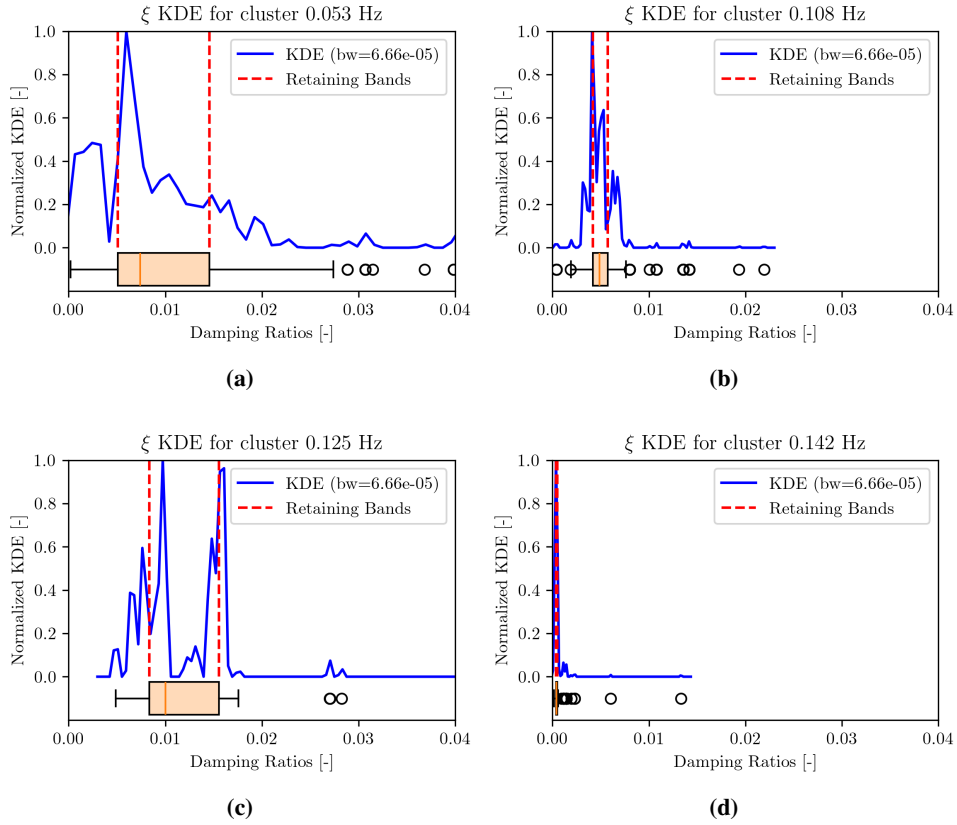 ξ KDE for cluster 0.053 Hz
1.0
0.8
0.6
0.4
0.2
0.0
Normalized KDE [-]
KDE (bw=6.66e-05)
Retaining Bands
0.00 0.01 0.02 0.03 0.04
Damping Ratios [-]
(a)
ξ KDE for cluster 0.108 Hz
1.0
0.8
0.6
0.4
0.2
0.0
Normalized KDE [-]
KDE (bw=6.66e-05)
Retaining Bands
0.00 0.01 0.02 0.03 0.04
Damping Ratios [-]
(b)
ξ KDE for cluster 0.125 Hz
1.0
0.8
0.6
0.4
0.2
0.0
Normalized KDE [-]
KDE (bw=6.66e-05)
Retaining Bands
0.00 0.01 0.02 0.03 0.04
Damping Ratios [-]
(c)
ξ KDE for cluster 0.142 Hz
1.0
0.8
0.6
0.4
0.2
0.0
Normalized KDE [-]
KDE (bw=6.66e-05)
Retaining Bands
0.00 0.01 0.02 0.03 0.04
Damping Ratios [-]
(d)